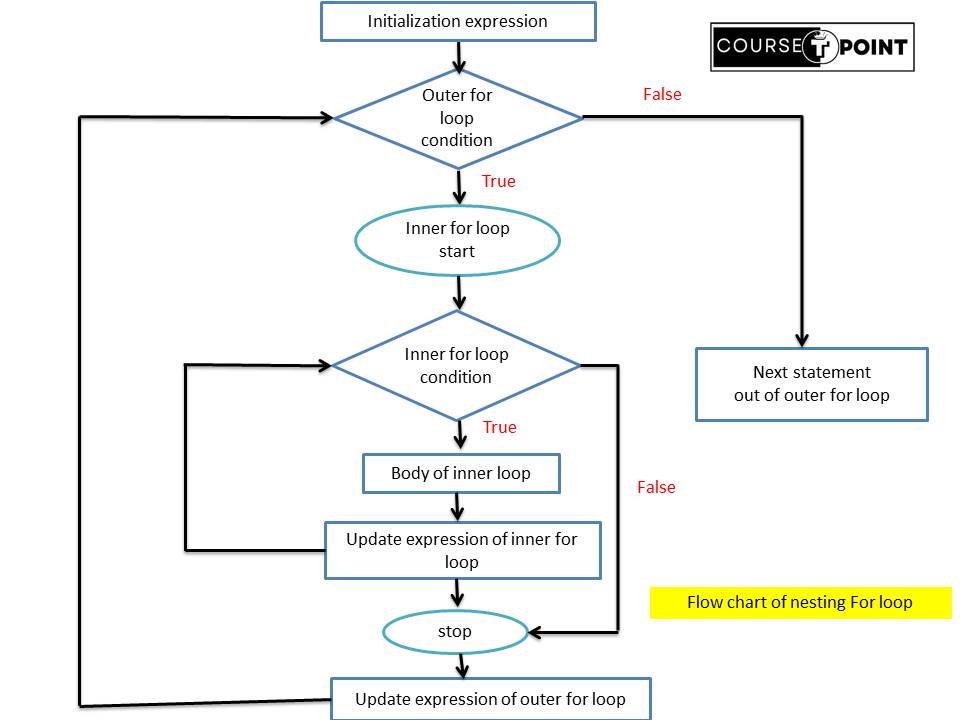 Initialization expression
COURSE T POINT
Outer for
loop
condition
False
True
Inner for loop
start
Inner for loop
condition
Next statement
out of outer for loop
True
Body of inner loop
False
Update expression of inner for
loop
Flow chart of nesting For loop
stop
Update expression of outer for loop